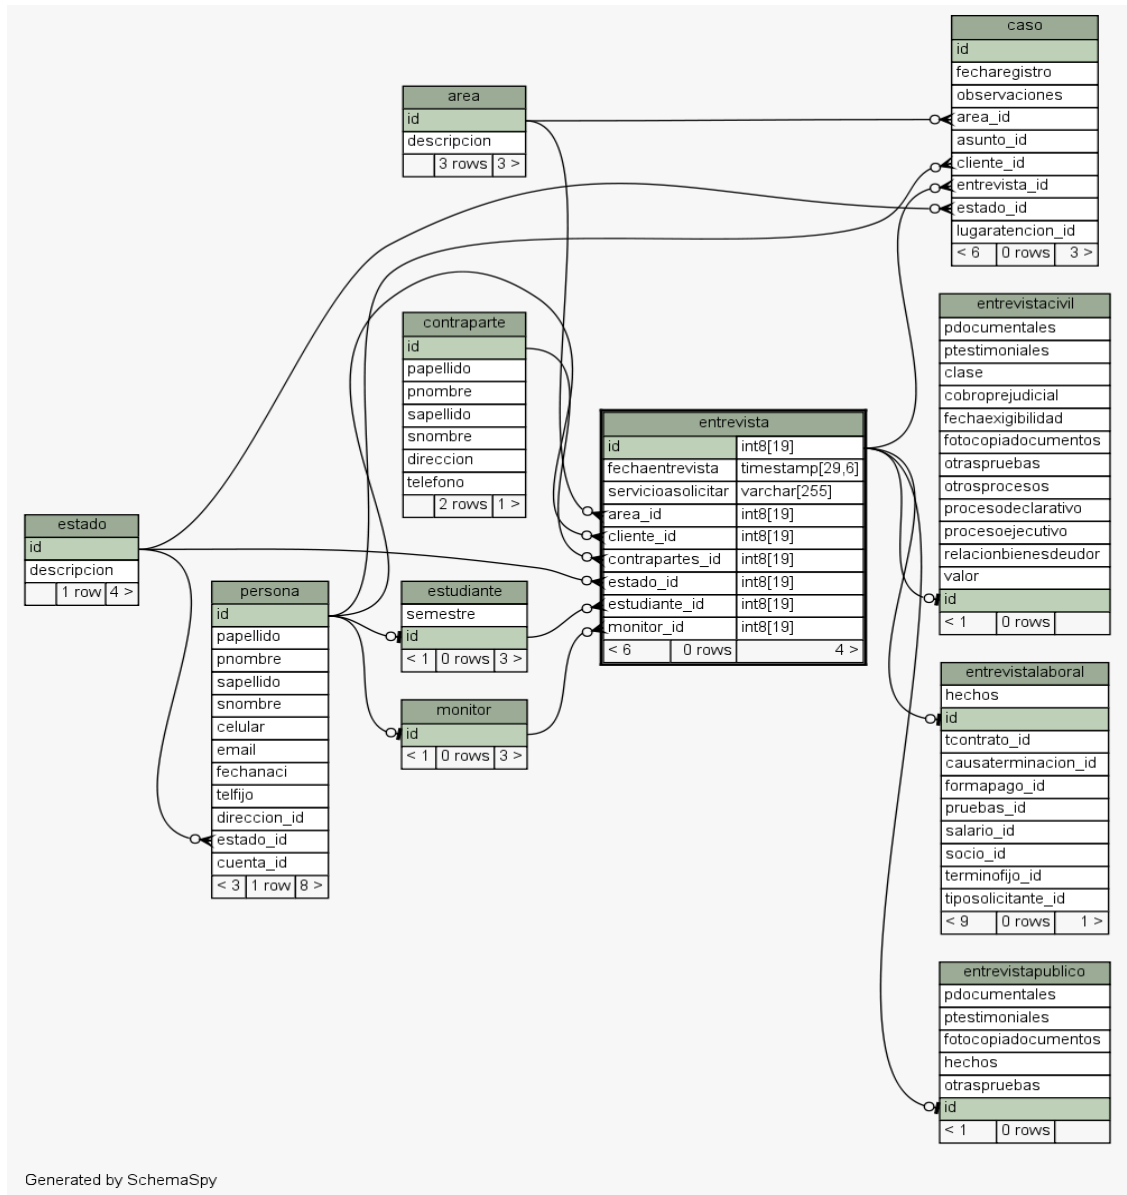 caso
id
fecharegistro
observaciones
area_id
asunto_id
cliente_id
entrevista_id
estado_id
lugaratencion_id
< 6 0 rows 3 >
area
id
descripcion
3 rows 3 >
contraparte
id
papellido
pnombre
sapellido
snombre
direccion
telefono
2 rows 1 >
entrevistacivil
pdocumentales
ptestimoniales
clase
cobroprejudicial
fechaexigibilidad
fotocopiadocumentos
otraspruebas
otrosprocesos
procesodeclarativo
procesoejecutivo
relacionbienesdeudor
valor
id
< 1 0 rows
entrevista
id int8[19]
fechaentrevista timestamp[29,6]
servicioasolicitar varchar[255]
area_id int8[19]
cliente_id int8[19]
contrapartes_id int8[19]
estado_id int8[19]
estudiante_id int8[19]
monitor_id int8[19]
< 6 0 rows 4 >
estado
id
descripcion
1 row 4 >
persona
id
papellido
pnombre
sapellido
snombre
celular
email
fechanaci
telfijo
direccion_id
estado_id
cuenta_id
< 3 1 row 8 >
estudiante
semestre
id
< 1 0 rows 3 >
monitor
id
< 1 0 rows 3 >
entrevistalaboral
hechos
id
tcontrato_id
causaterminacion_id
formapago_id
pruebas_id
salario_id
socio_id
terminofijo_id
tiposolicitante_id
< 9 0 rows 1 >
entrevistapublico
pdocumentales
ptestimoniales
fotocopiadocumentos
hechos
otraspruebas
id
< 1 0 rows
Generated by SchemaSpy